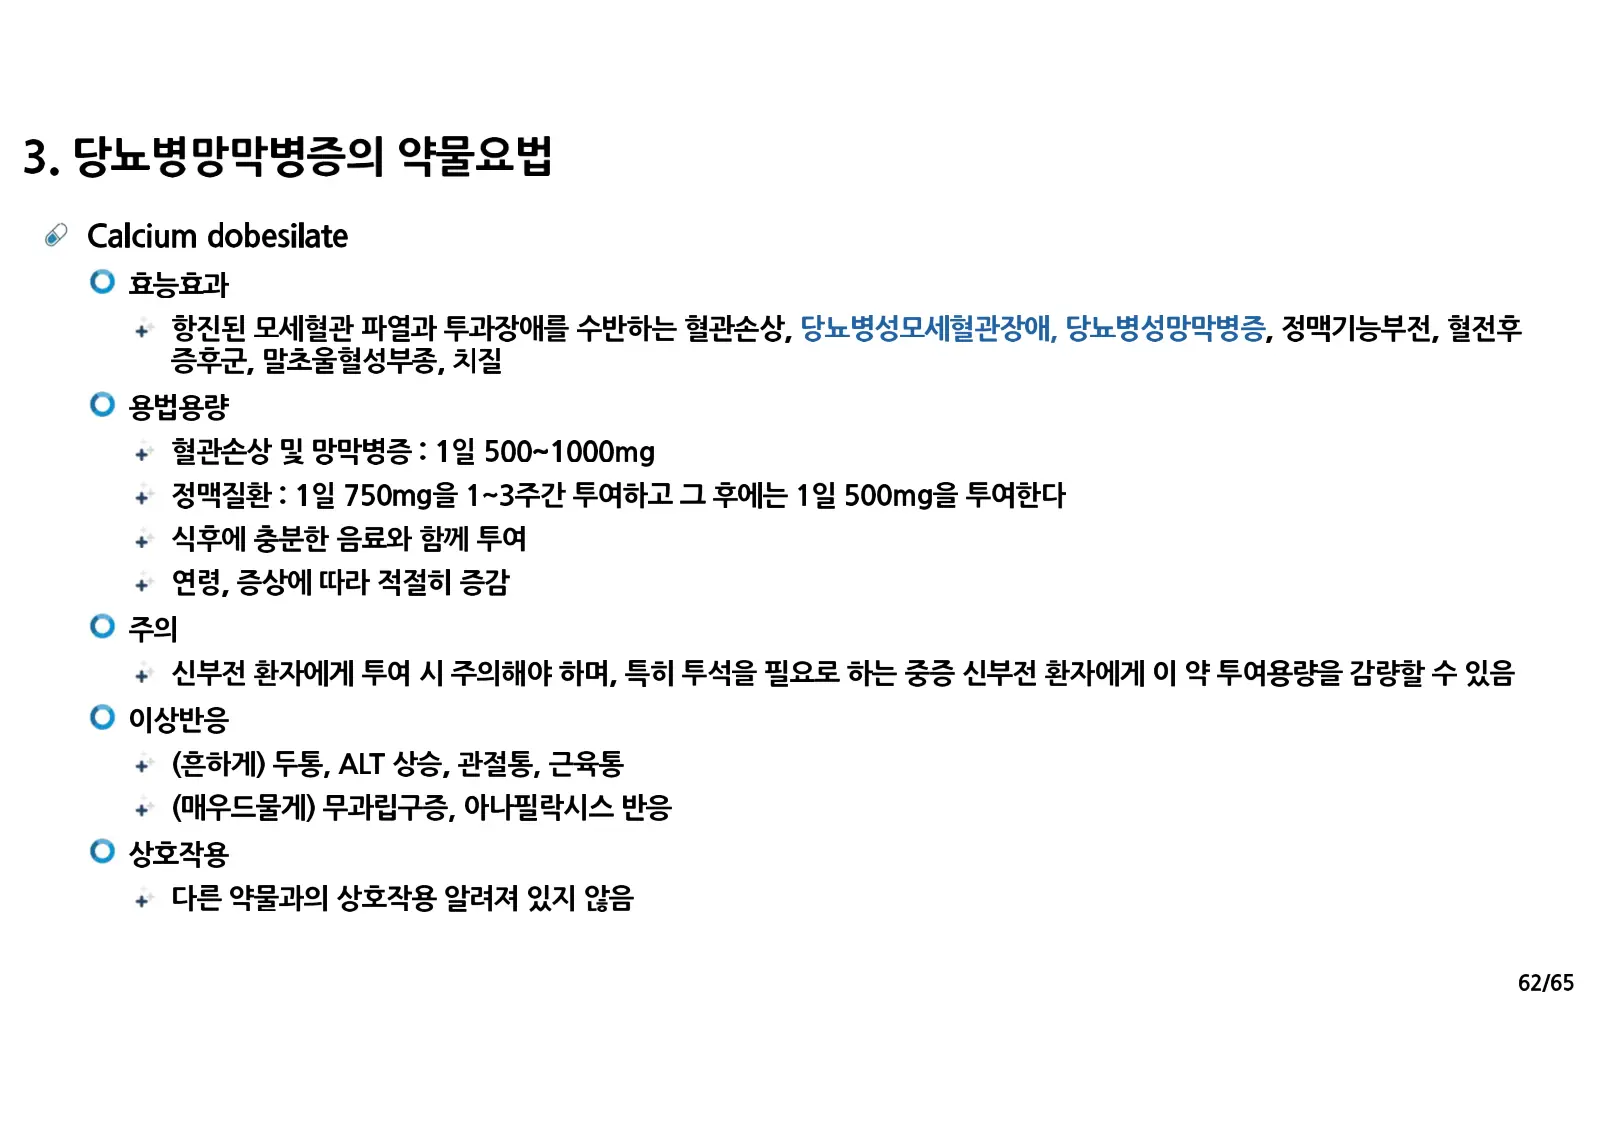 3. 당뇨병망막병증의 약물요법
Calcium dobesilate
효능효과
항진된 모세혈관 파열과 투과장애를 수반하는 혈관손상, 당뇨병성모세혈관장애, 당뇨병성망막병증, 정맥기능부전, 혈전후
증후군, 말초울혈성부종, 치질
용법용량
혈관손상 및 망막병증 : 1일 500~1000mg
정맥질환 : 1일 750mg을 1~3주간 투여하고 그 후에는 1일 500mg을 투여한다
식후에 충분한 음료와 함께 투여
연령, 증상에 따라 적절히 증감
주의
신부전 환자에게 투여 시 주의해야 하며, 특히 투석을 필요로 하는 중증 신부전 환자에게 이 약 투여용량을 감량할 수 있음
이상반응
(흔하게) 두통, ALT 상승, 관절통, 근육통
(매우드물게) 무과립구증, 아나필락시스 반응
상호작용
다른 약물과의 상호작용 알려져 있지 않음
62/65